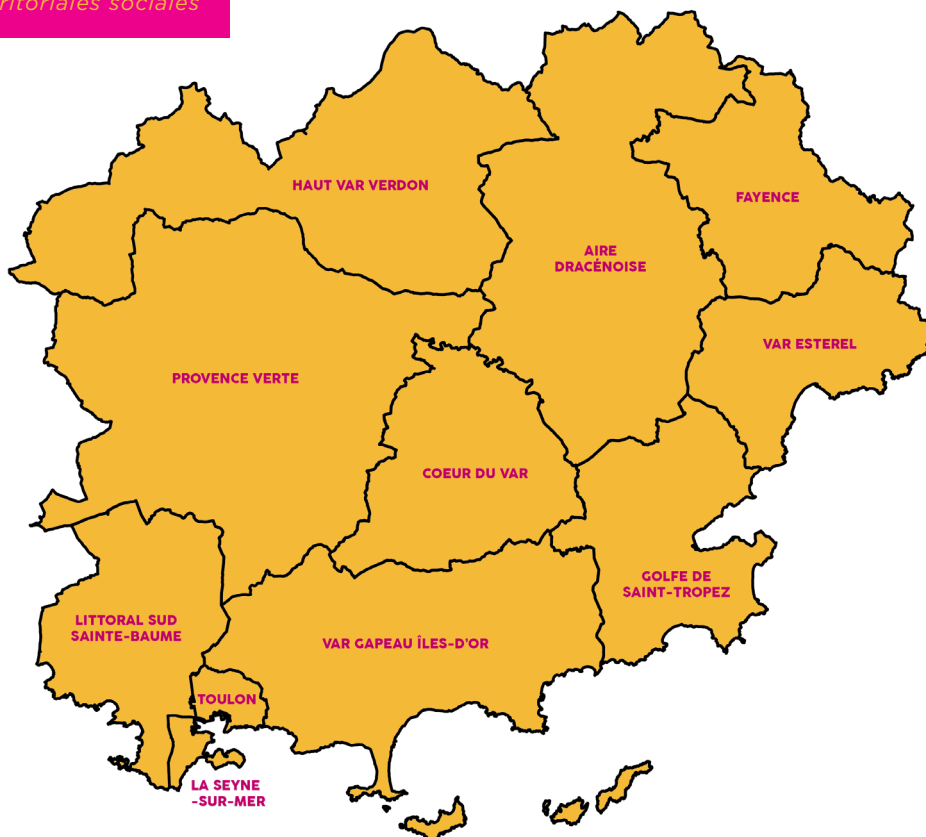 sociales
HAUT VAR VERDON
FAYENCE
AIRE
DRACÉNOISE
VAR ESTEREL
PROVENCE VERTE
COEUR DU VAR
GOLFE DE
SAINT-TROPEZ
LITTORAL SUD
SAINTE-BAUME
VAR GAPEAU ÎLES-D'OR
TOULON
LA SEYNE
-SUR-MER